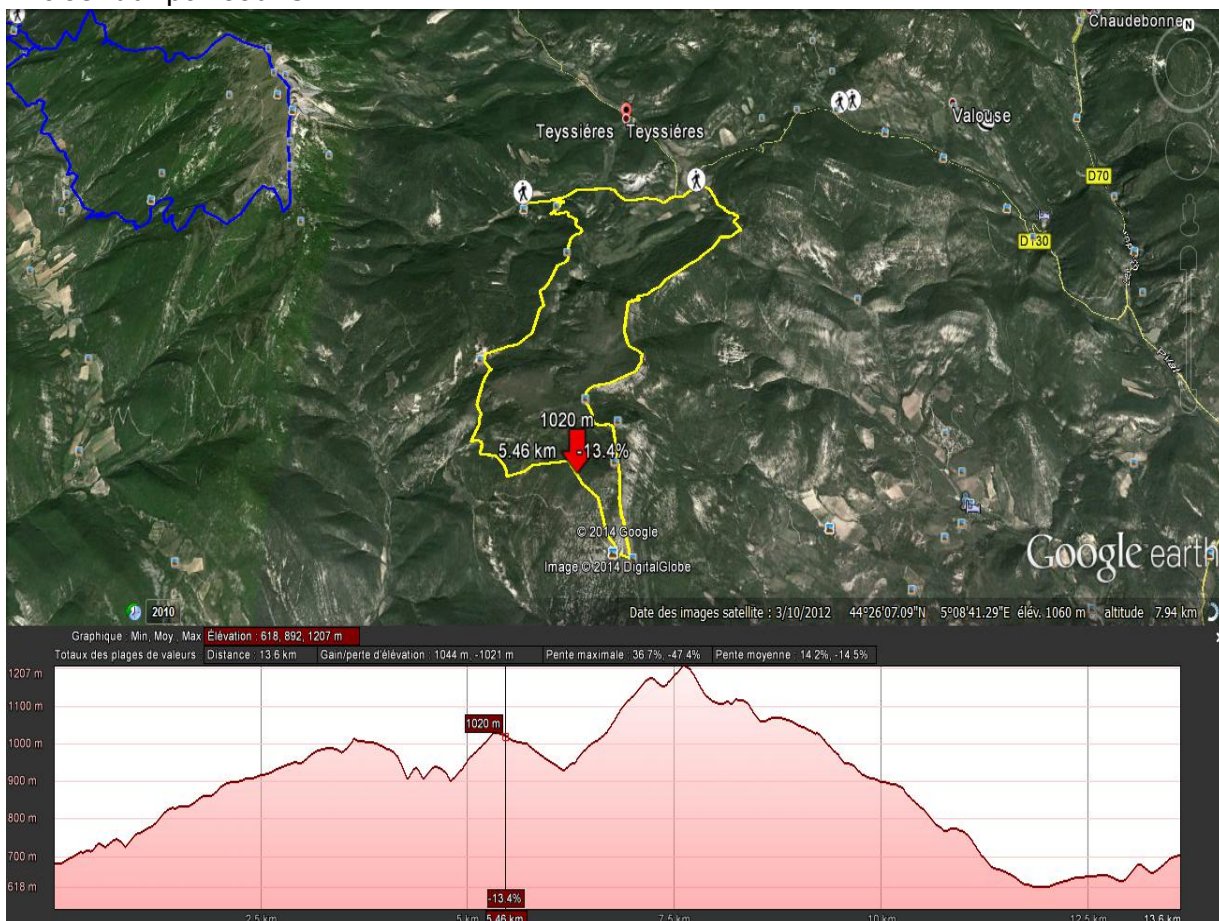 Chaudebonne
N
Teyssiéres Teyssiéres
Valouse
D70
D130
1020 m
5.46 km -13.4%
© 2014 Google
Image © 2014 DigitalGlobe
Google earth
2010
Date des images satellite : 3/10/2012 44°26'07.09"N 5°08'41.29"E élév. 1060 m altitude 7.94 km
Graphique : Min, Moy., Max Élévation : 618, 892, 1207 m
Totaux des plages de valeurs : Distance : 13.6 km Gain/perte d'élévation : 1044 m, -1021 m Pente maximale : 36.7%, -47.4% Pente moyenne : 14.2%, -14.5%
1207 m
1100 m
1020 m
1000 m
900 m
800 m
700 m
618 m
-13.4%
2.5 km 5 km 5.46 km 7.5 km 10 km 12.5 km 13.6 km